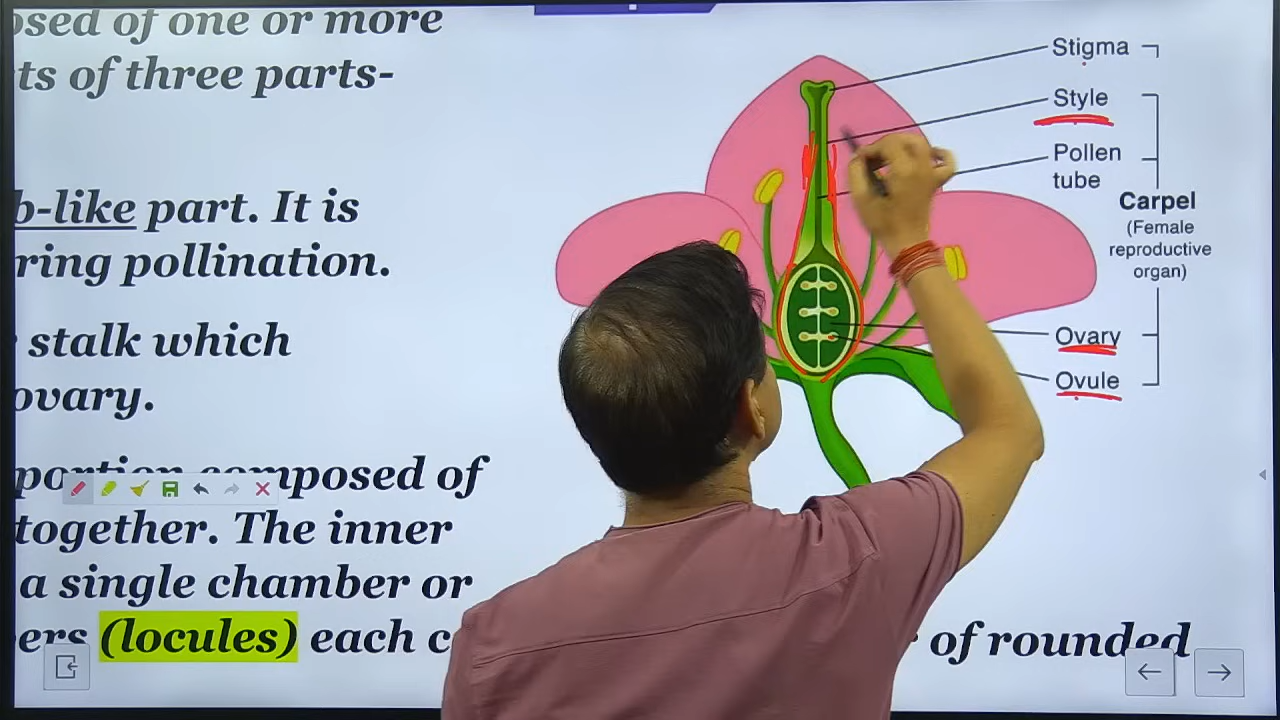 osed of one or more
ts of three parts-
b-like part. It is
ring pollination.
stalk which
ovary.
portion composed of
together. The inner
a single chamber or
ers (locules) each c
of rounded
Stigma
Style
Pollen
tube
Carpel
(Female
reproductive
organ)
Ovary
Ovule